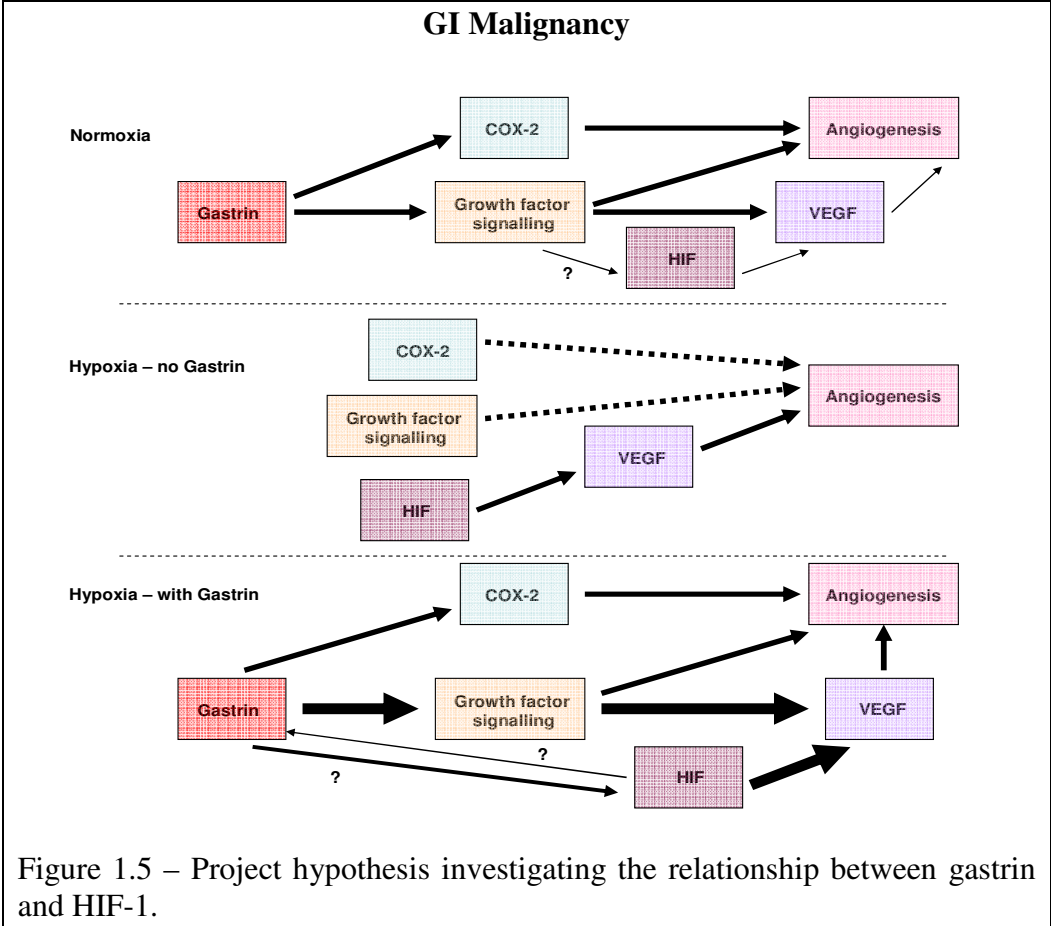 GI Malignancy
Normoxia
COX-2
Angiogenesis
Gastrin
Growth factor
signalling
VEGF
HIF
?
Hypoxia – no Gastrin
COX-2
Growth factor
signalling
Angiogenesis
VEGF
HIF
Hypoxia – with Gastrin
COX-2
Angiogenesis
Gastrin
Growth factor
signalling
VEGF
?
?
HIF
Figure 1.5 – Project hypothesis investigating the relationship between gastrin
and HIF-1.